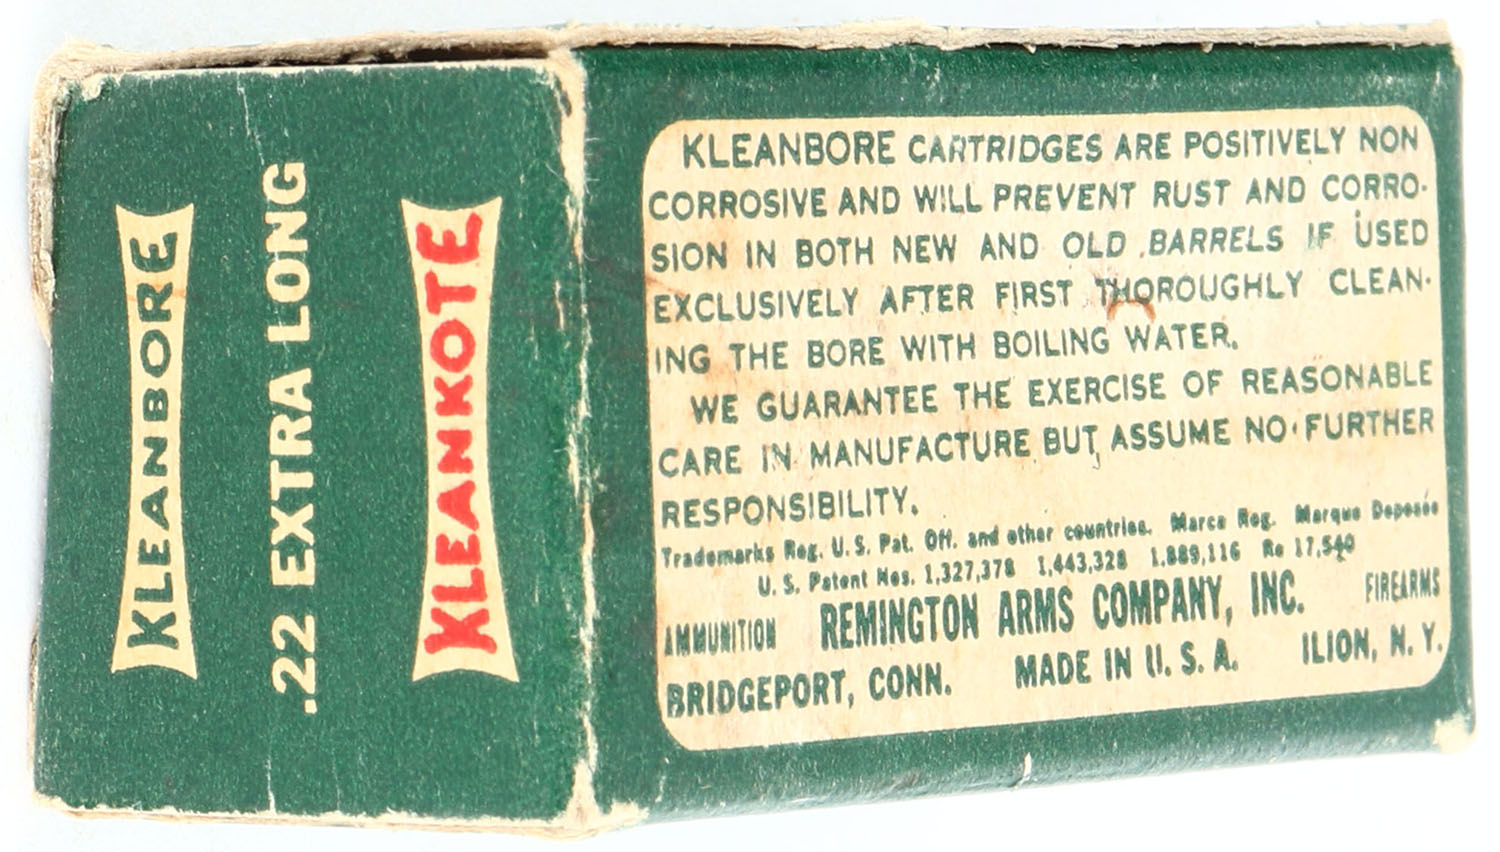 KLEANBORE
.22 EXTRA LONG
KLEANKOTE
KLEANBORE CARTRIDGES ARE POSITIVELY NON
CORROSIVE AND WILL PREVENT RUST AND CORRO-
SION IN BOTH NEW AND OLD BARRELS IF USED
EXCLUSIVELY AFTER FIRST THOROUGHLY CLEAN-
ING THE BORE WITH BOILING WATER.
WE GUARANTEE THE EXERCISE OF REASONABLE
CARE IN MANUFACTURE BUT ASSUME NO FURTHER
RESPONSIBILITY.
Trademarks Reg. U. S. Pat. Off. and other countries. Marca Reg. Marque Deposée
U. S. Patent Nos. 1,327,378 1,443,328 1,889,116 Re 17,540
AMMUNITION REMINGTON ARMS COMPANY, INC. FIREARMS
BRIDGEPORT, CONN. MADE IN U. S. A. ILION, N. Y.